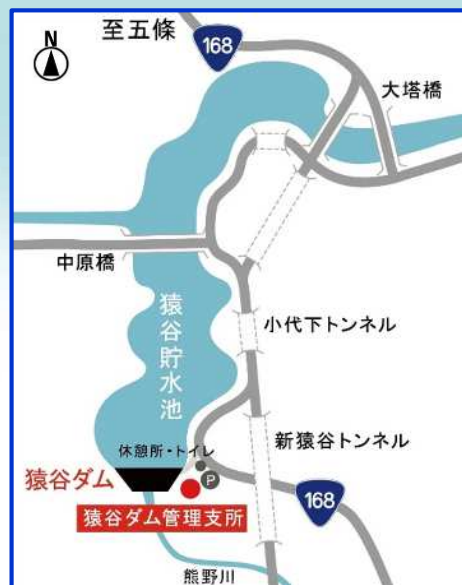 N
至五條
168
大塔橋
中原橋
小代下トンネル
猿谷貯水池
新猿谷トンネル
休憩所・トイレ
猿谷ダム
P
168
猿谷ダム管理支所
熊野川